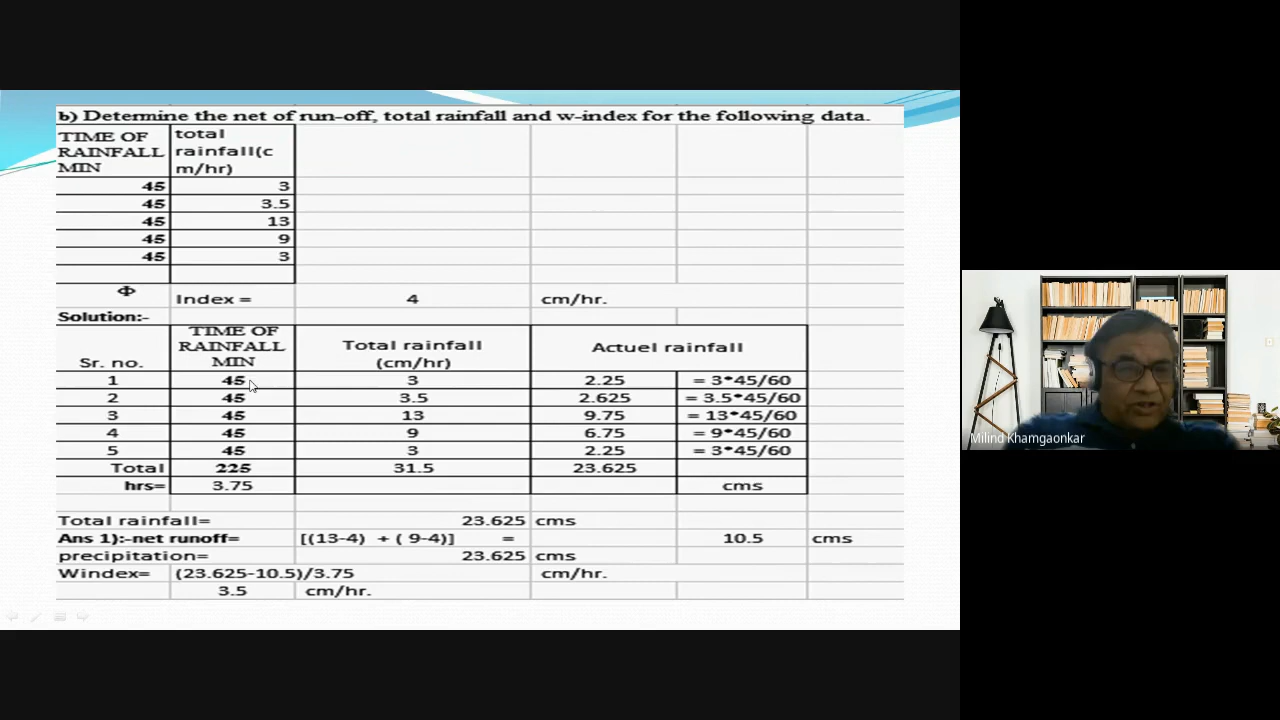 b) Determine the net of run-off, total rainfall and w-index for the following data.
TIME OF RAINFALL MIN total rainfall(cm/hr)
45 3
45 3.5
45 13
45 9
45 3
Φ Index = 4 cm/hr.
Solution:-
Sr. no. TIME OF RAINFALL MIN Total rainfall (cm/hr) Actuel rainfall
1 45 3 2.25 = 3*45/60
2 45 3.5 2.625 = 3.5*45/60
3 45 13 9.75 = 13*45/60
4 45 9 6.75 = 9*45/60
5 45 3 2.25 = 3*45/60
Total 225 31.5 23.625
hrs= 3.75 cms
Total rainfall= 23.625 cms
Ans 1):-net runoff= [(13-4) + ( 9-4)] = 10.5 cms
precipitation= 23.625 cms
Windex= (23.625-10.5)/3.75 cm/hr.
3.5 cm/hr.
Milind Khamgaonkar